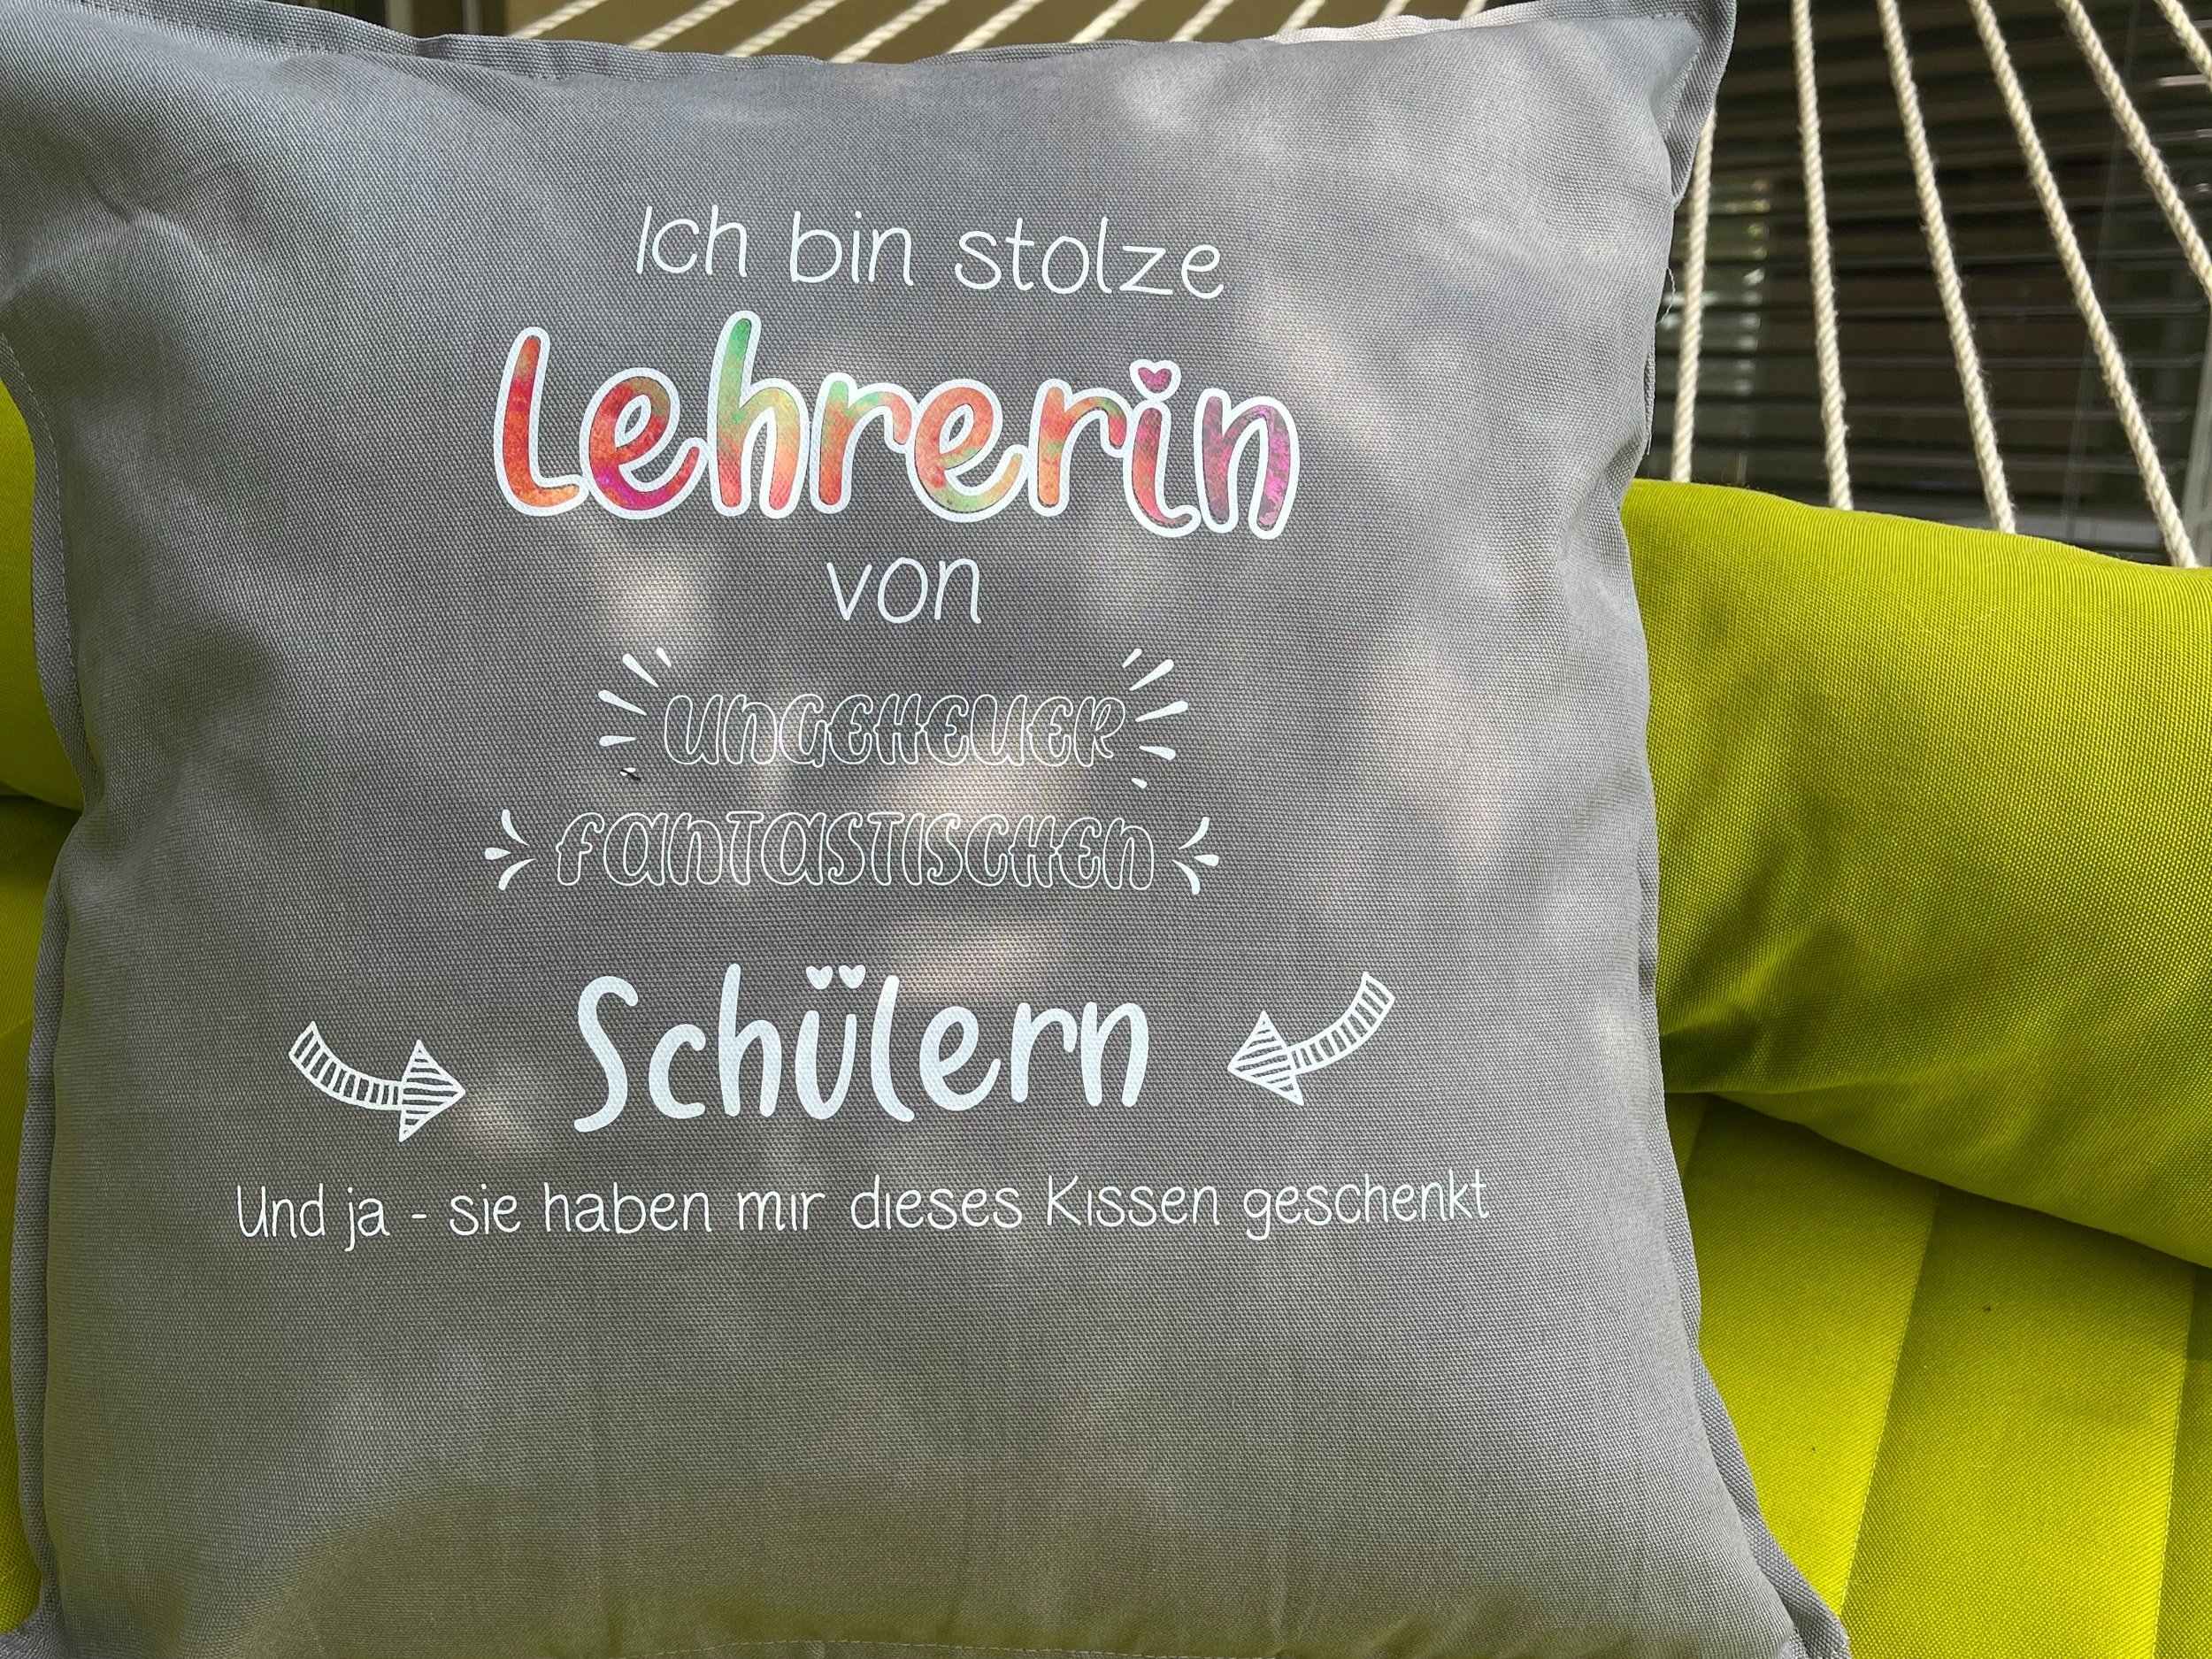 Ich bin stolze
Lehrerin
von
UNGEHEUER
FANTASTISCHEN
Schülern
Und ja - sie haben mir dieses Kissen geschenkt